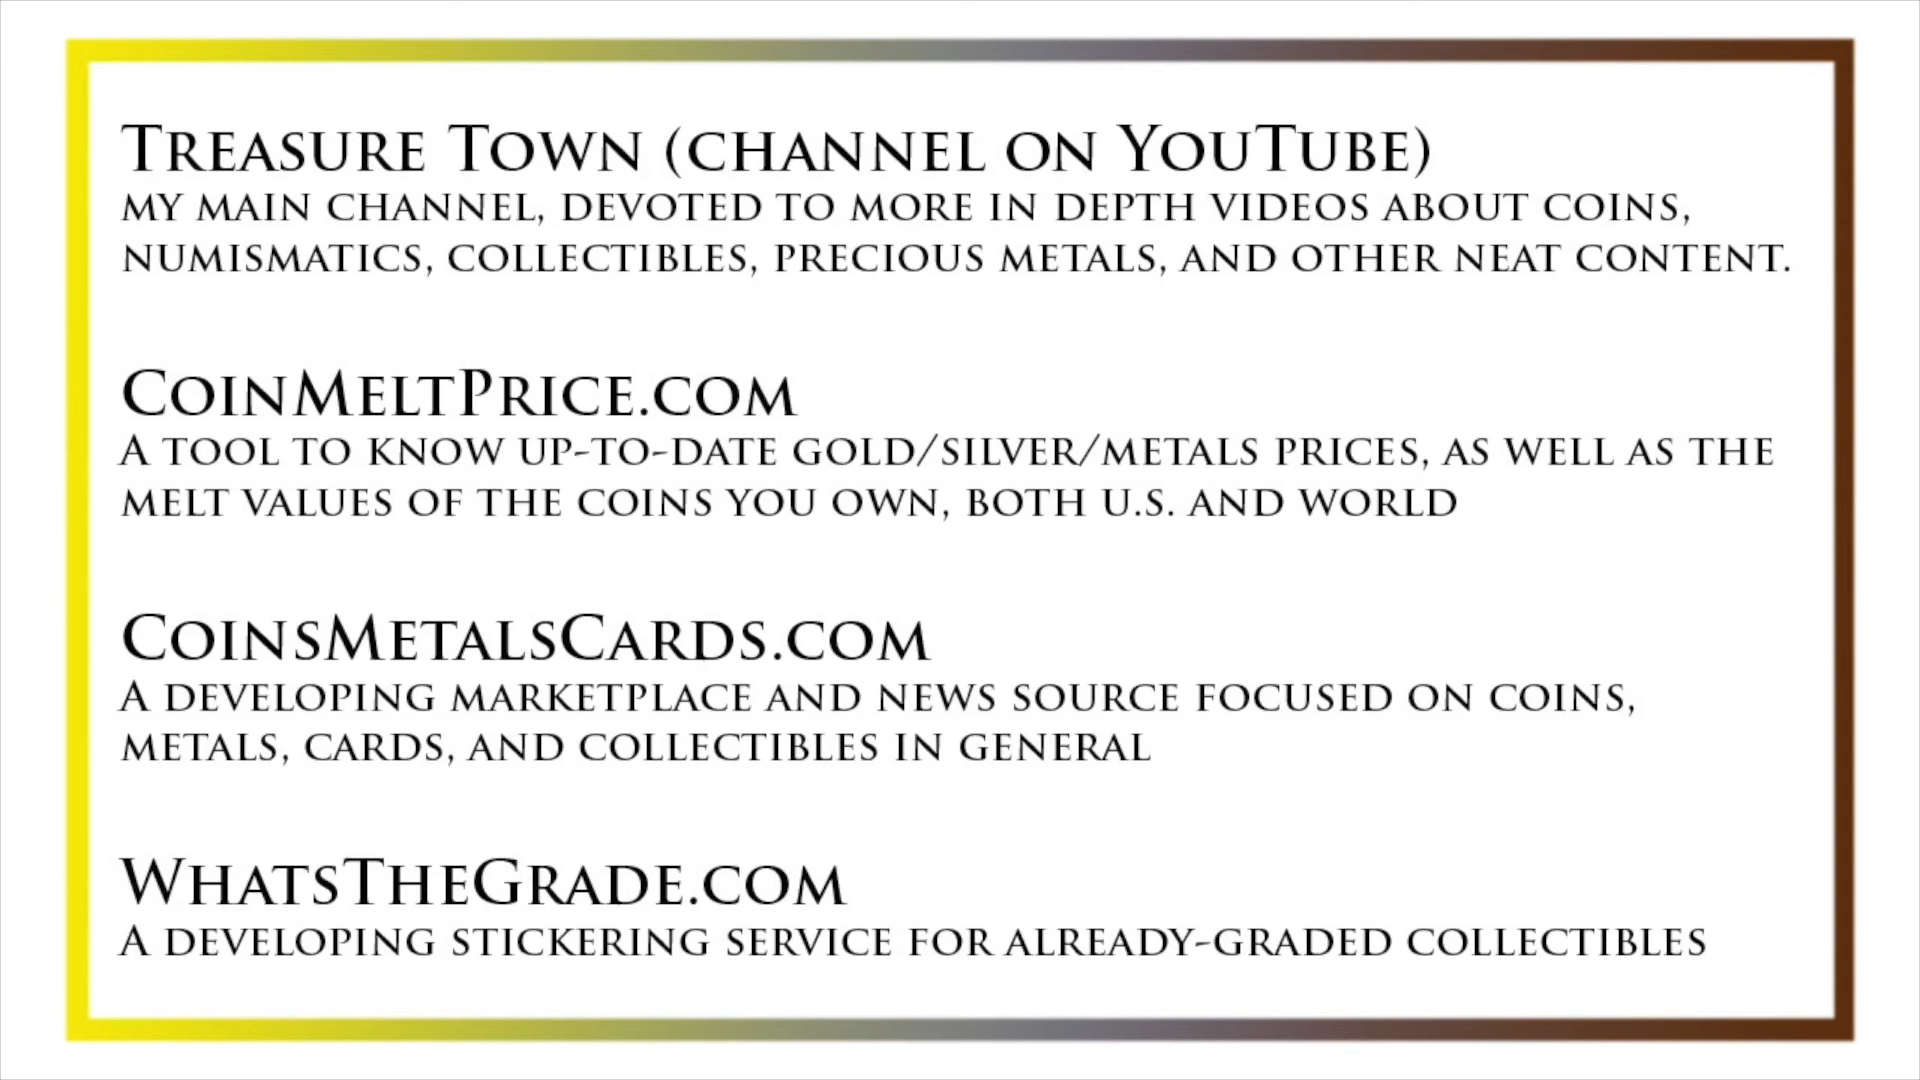 Treasure Town (channel on YouTube)
my main channel, devoted to more in depth videos about coins,
numismatics, collectibles, precious metals, and other neat content.
CoinMeltPrice.com
A tool to know up-to-date gold/silver/metals prices, as well as the
melt values of the coins you own, both U.S. and world
CoinsMetalsCards.com
A developing marketplace and news source focused on coins,
metals, cards, and collectibles in general
WhatsTheGrade.com
A developing stickering service for already-graded collectibles